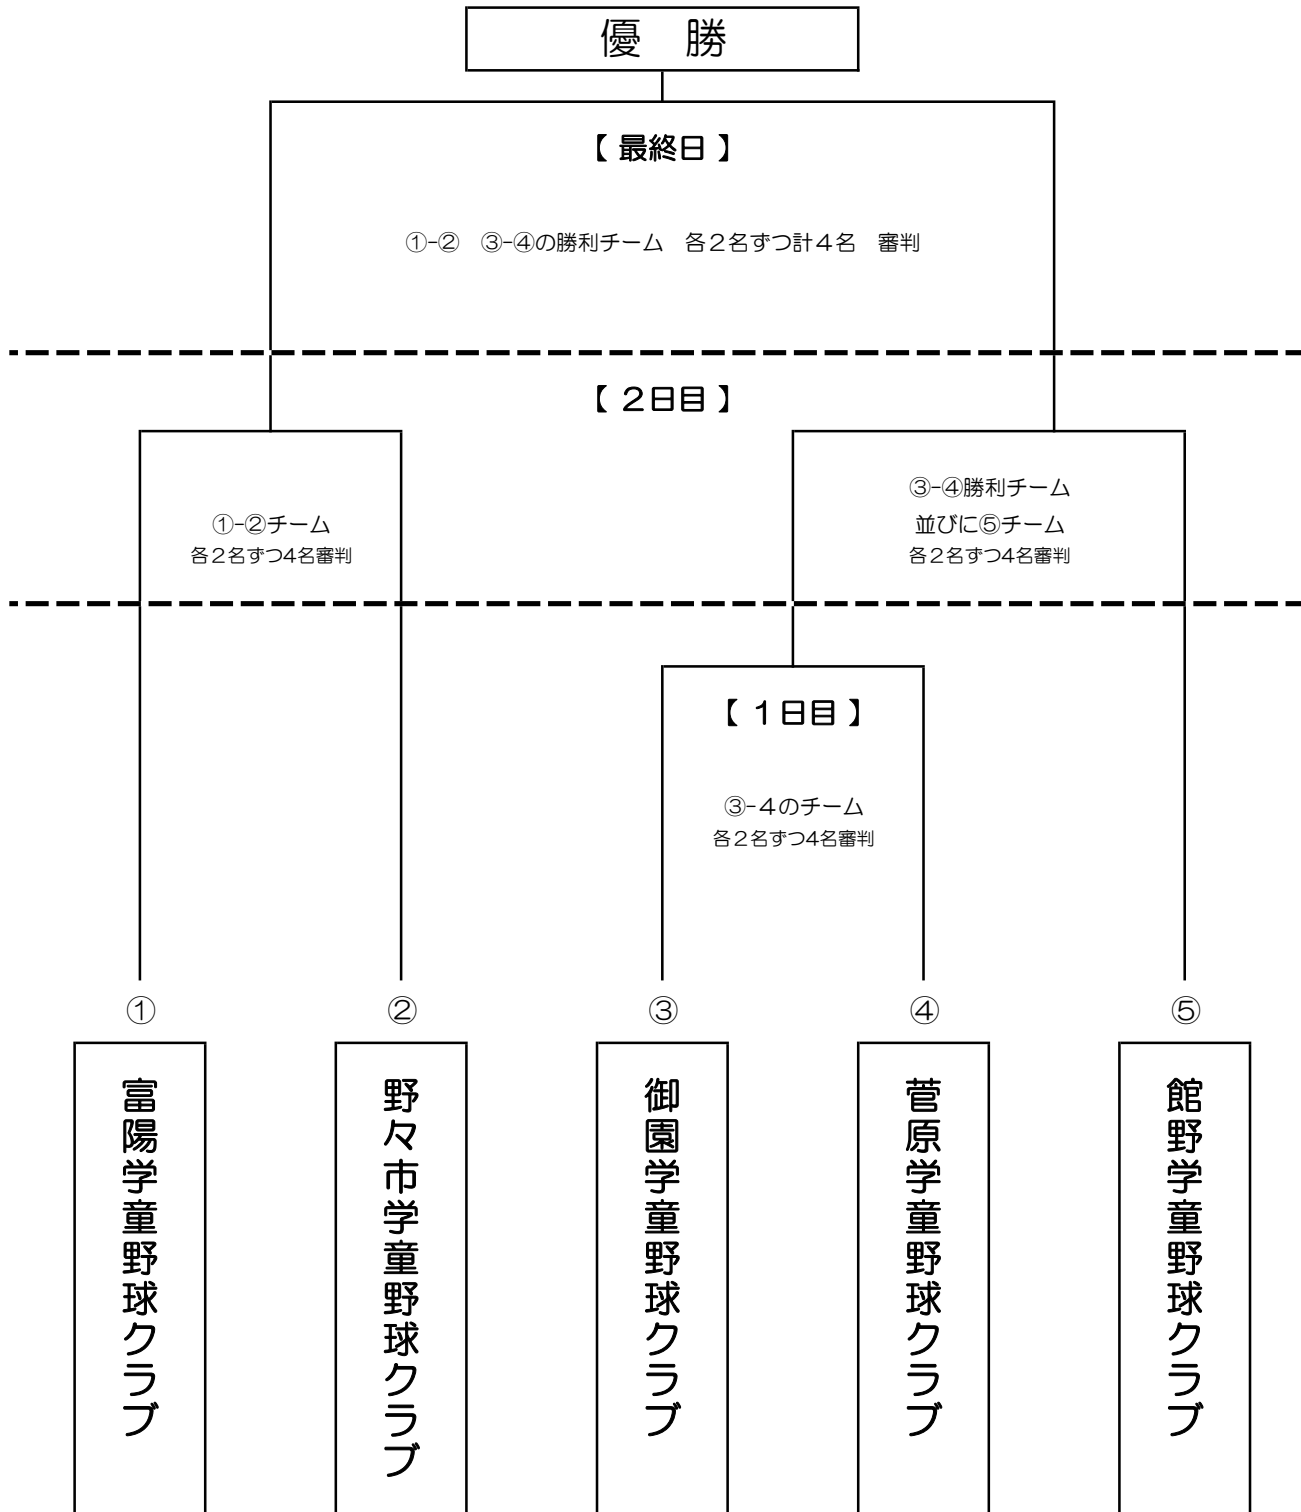 優　勝
【 最終日 】
①-②　③-④の勝利チーム　各２名ずつ計４名　審判
【 ２日目 】
①-②チーム
各２名ずつ4名審判
③-④勝利チーム
並びに⑤チーム
各２名ずつ4名審判
【 １日目 】
③-４のチーム
各２名ずつ4名審判
①
②
③
④
⑤
富陽学童野球クラブ
野々市学童野球クラブ
御園学童野球クラブ
菅原学童野球クラブ
館野学童野球クラブ